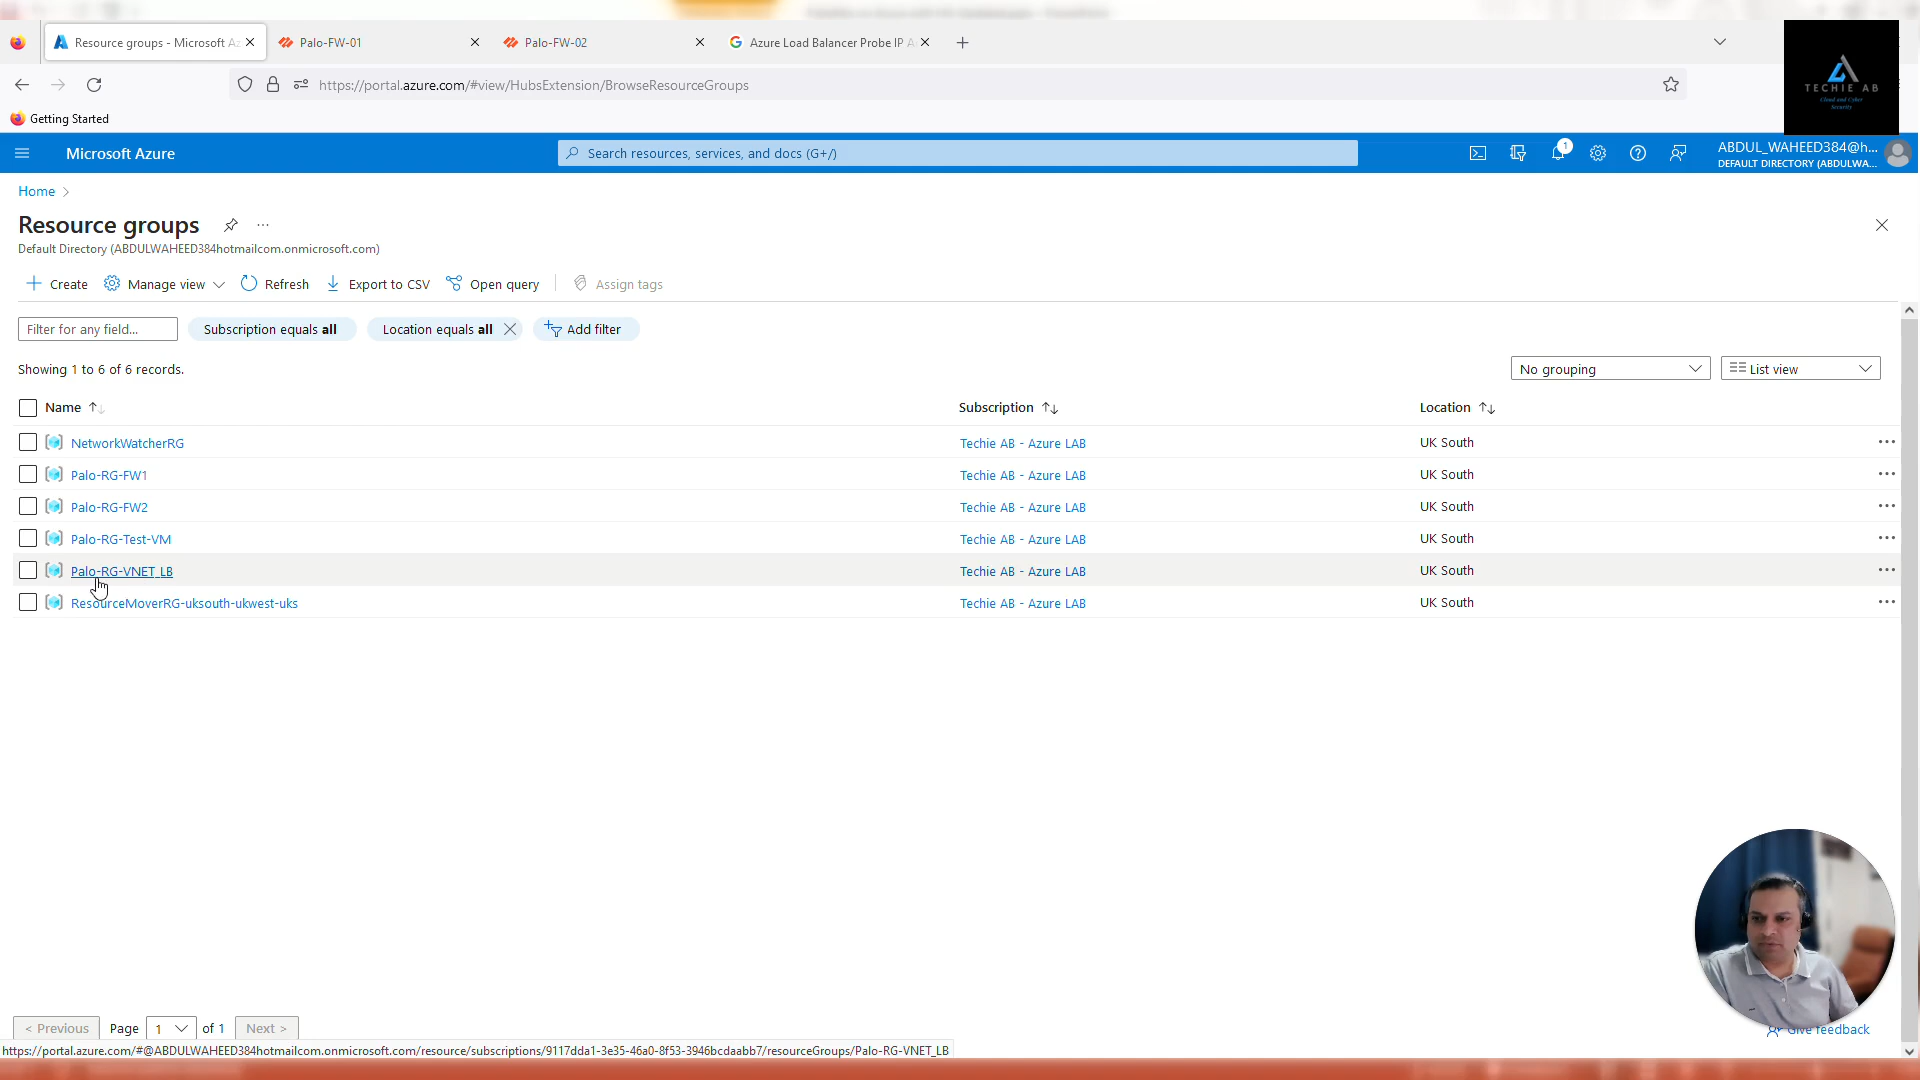 Resource groups - Microsoft Az
Palo-FW-01
Palo-FW-02
Azure Load Balancer Probe IP A
https://portal.azure.com/#view/HubsExtension/BrowseResourceGroups
TECHIE AB
Cloud and Cyber
Security
Getting Started
Microsoft Azure
Search resources, services, and docs (G+/)
1
ABDUL_WAHEED384@h...
DEFAULT DIRECTORY (ABDULWA...
Home
Resource groups
Default Directory (ABDULWAHEED384hotmailcom.onmicrosoft.com)
Create
Manage view
Refresh
Export to CSV
Open query
Assign tags
Filter for any field...
Subscription equals all
Location equals all
Add filter
Showing 1 to 6 of 6 records.
No grouping
List view
Name
Subscription
Location
NetworkWatcherRG
Techie AB - Azure LAB
UK South
Palo-RG-FW1
Techie AB - Azure LAB
UK South
Palo-RG-FW2
Techie AB - Azure LAB
UK South
Palo-RG-Test-VM
Techie AB - Azure LAB
UK South
Palo-RG-VNET_LB
Techie AB - Azure LAB
UK South
ResourceMoverRG-uksouth-ukwest-uks
Techie AB - Azure LAB
UK South
< Previous
Page
1
of 1
Next >
Give feedback
https://portal.azure.com/#@ABDULWAHEED384hotmailcom.onmicrosoft.com/resource/subscriptions/9117dda1-3e35-46a0-8f53-3946bcdaabb7/resourceGroups/Palo-RG-VNET_LB